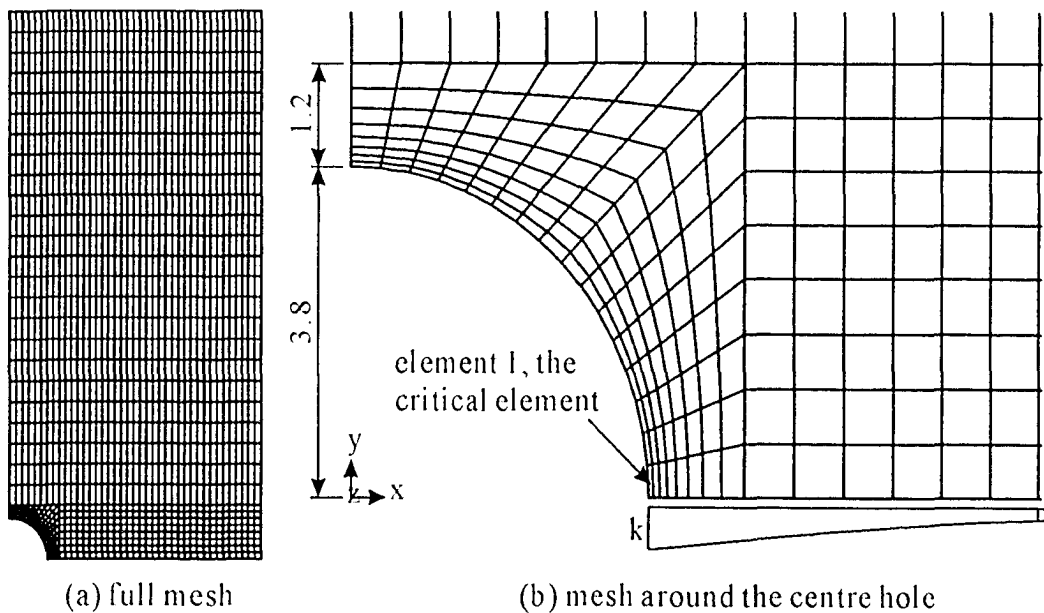 1.2
3.8
element 1, the
critical element
y
z
x
k
(a) full mesh
(b) mesh around the centre hole